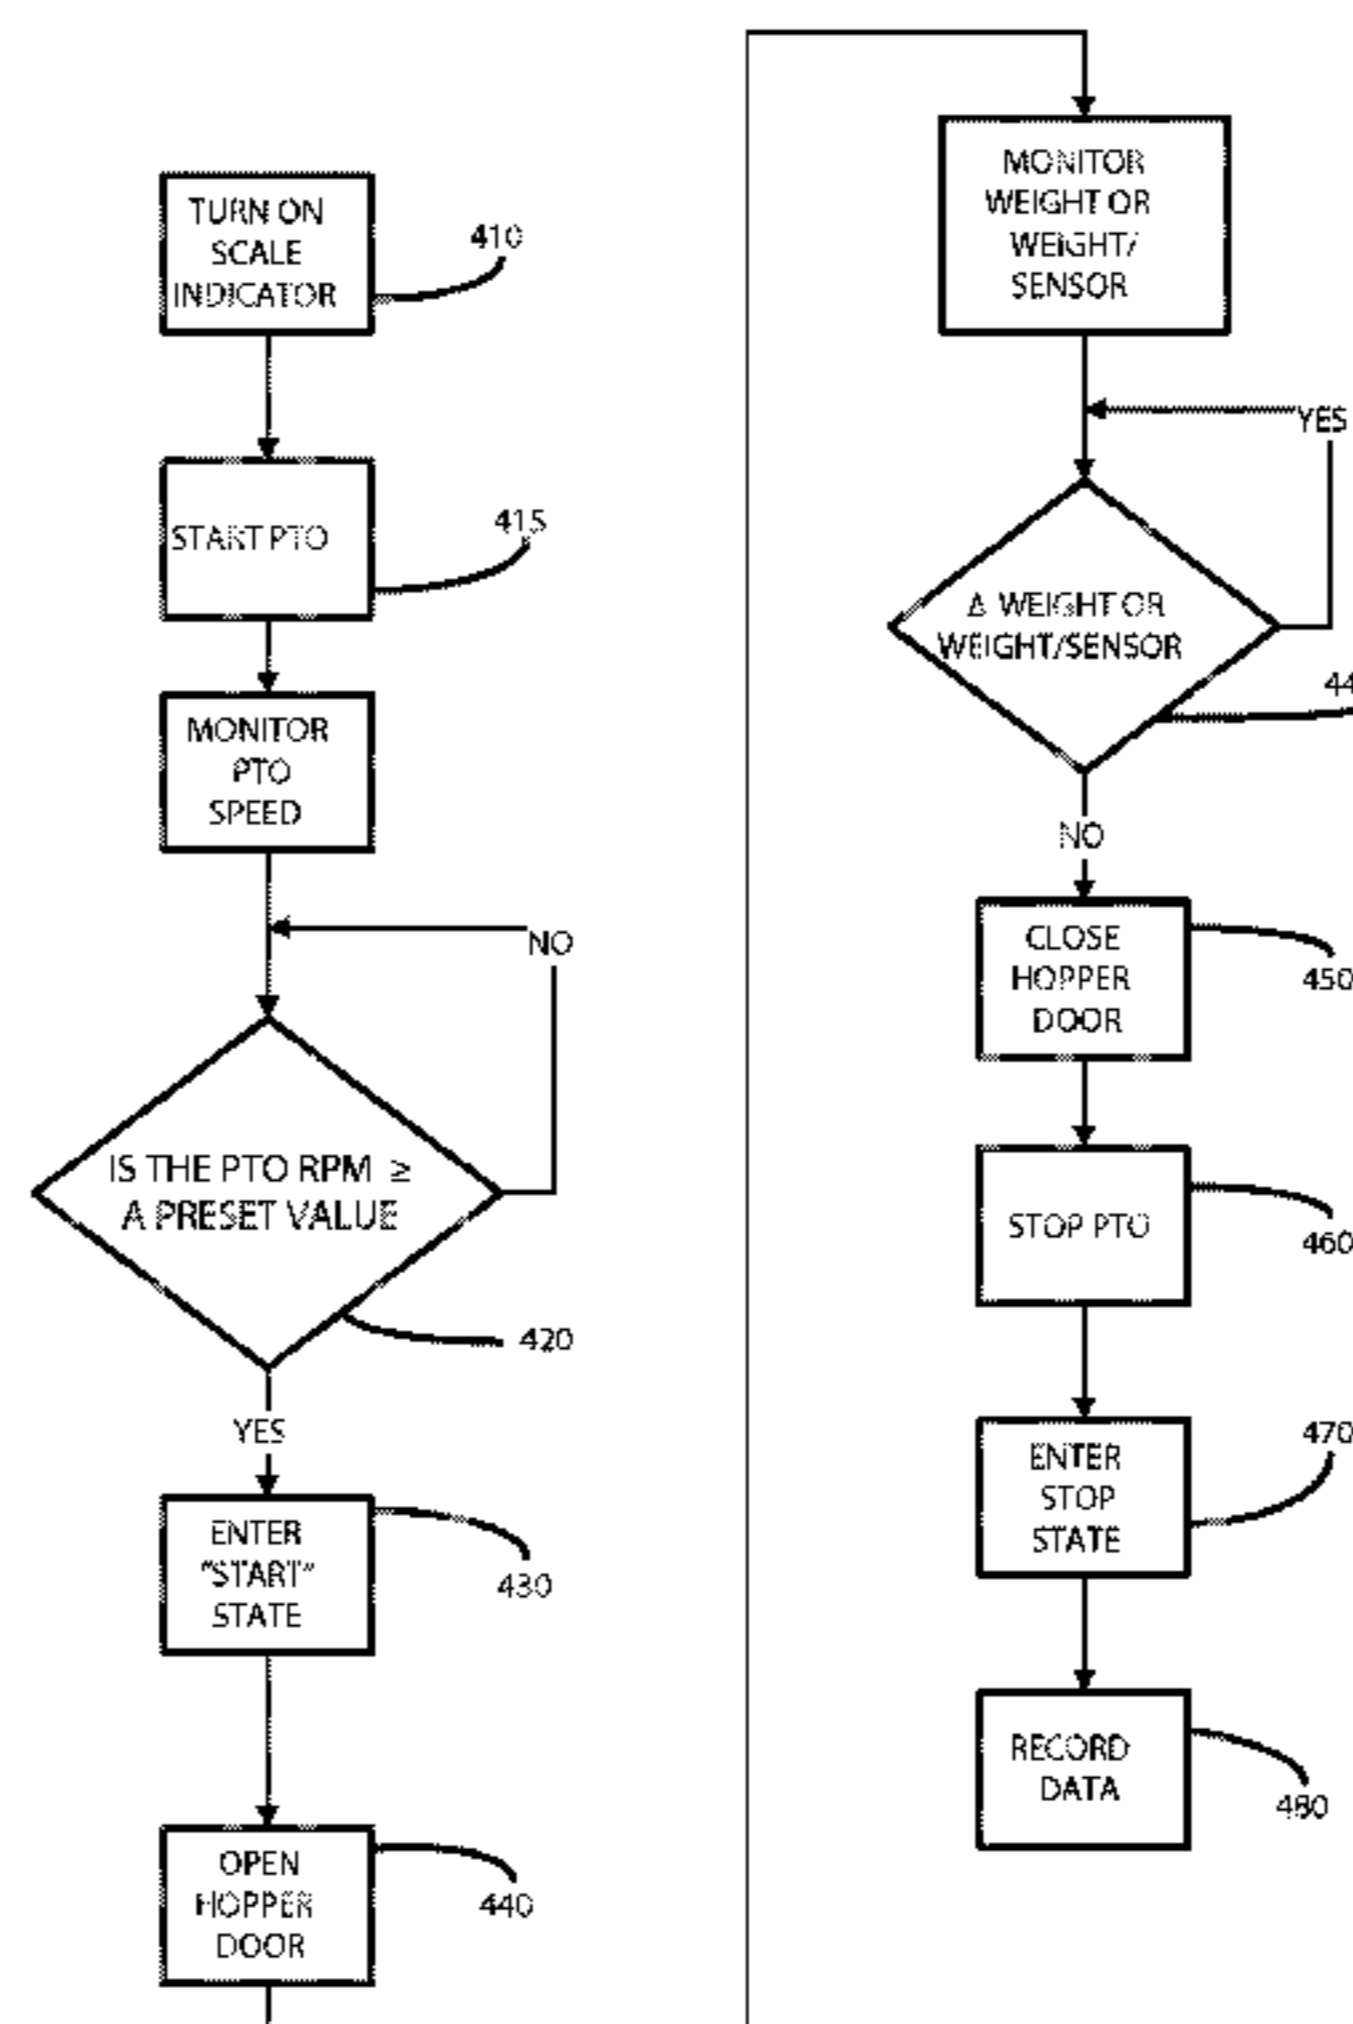 TURN ON
SCALE
INDICATOR
410
START PTO
415
MONITOR
PTO
SPEED
NO
IS THE PTO RPM ≥
A PRESET VALUE
420
YES
ENTER
"START"
STATE
430
OPEN
HOPPER
DOOR
440
MONITOR
WEIGHT OR
WEIGHT/
SENSOR
YES
Δ WEIGHT OR
WEIGHT/SENSOR
44
NO
CLOSE
HOPPER
DOOR
450
STOP PTO
460
ENTER
STOP
STATE
470
RECORD
DATA
480